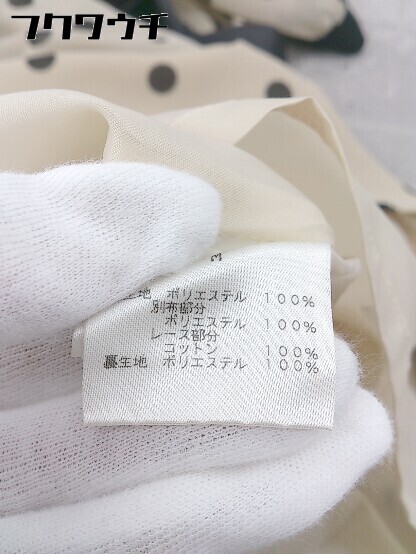 フクワウチ
生地 ポリエステル 100%
別布部分
ポリエステル 100%
レース部分
コットン 100%
裏生地 ポリエステル 100%